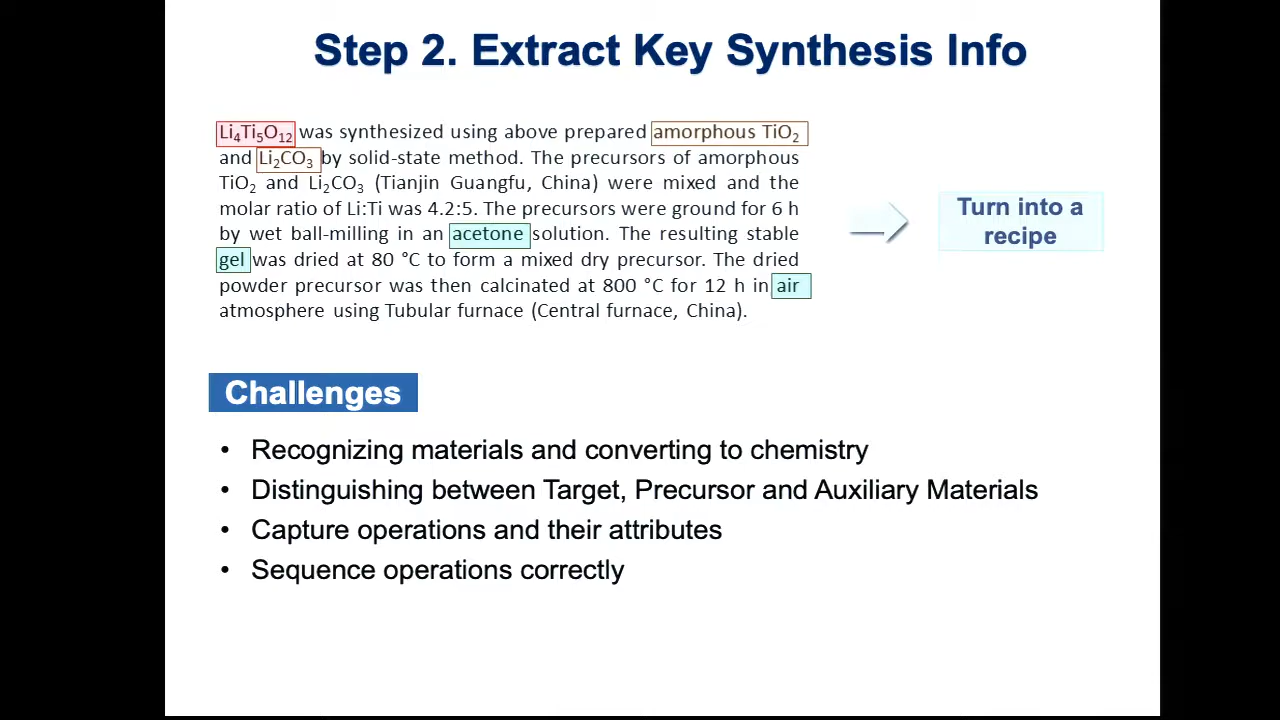 Step 2. Extract Key Synthesis Info
Li₄Ti₅O₁₂ was synthesized using above prepared amorphous TiO₂
and Li₂CO₃ by solid-state method. The precursors of amorphous
TiO₂ and Li₂CO₃ (Tianjin Guangfu, China) were mixed and the
molar ratio of Li:Ti was 4.2:5. The precursors were ground for 6 h
by wet ball-milling in an acetone solution. The resulting stable
gel was dried at 80 °C to form a mixed dry precursor. The dried
powder precursor was then calcinated at 800 °C for 12 h in air
atmosphere using Tubular furnace (Central furnace, China).
Turn into a
recipe
Challenges
• Recognizing materials and converting to chemistry
• Distinguishing between Target, Precursor and Auxiliary Materials
• Capture operations and their attributes
• Sequence operations correctly